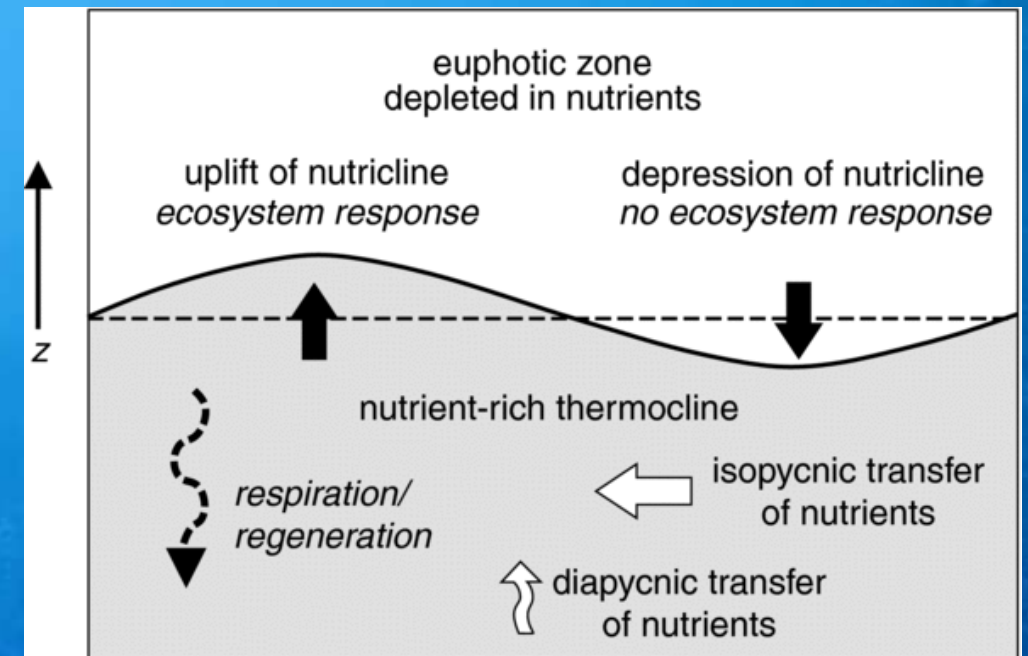 euphotic zone
depleted in nutrients
uplift of nutricline
ecosystem response
depression of nutricline
no ecosystem response
z
nutrient-rich thermocline
respiration/
regeneration
isopycnic transfer
of nutrients
diapycnic transfer
of nutrients